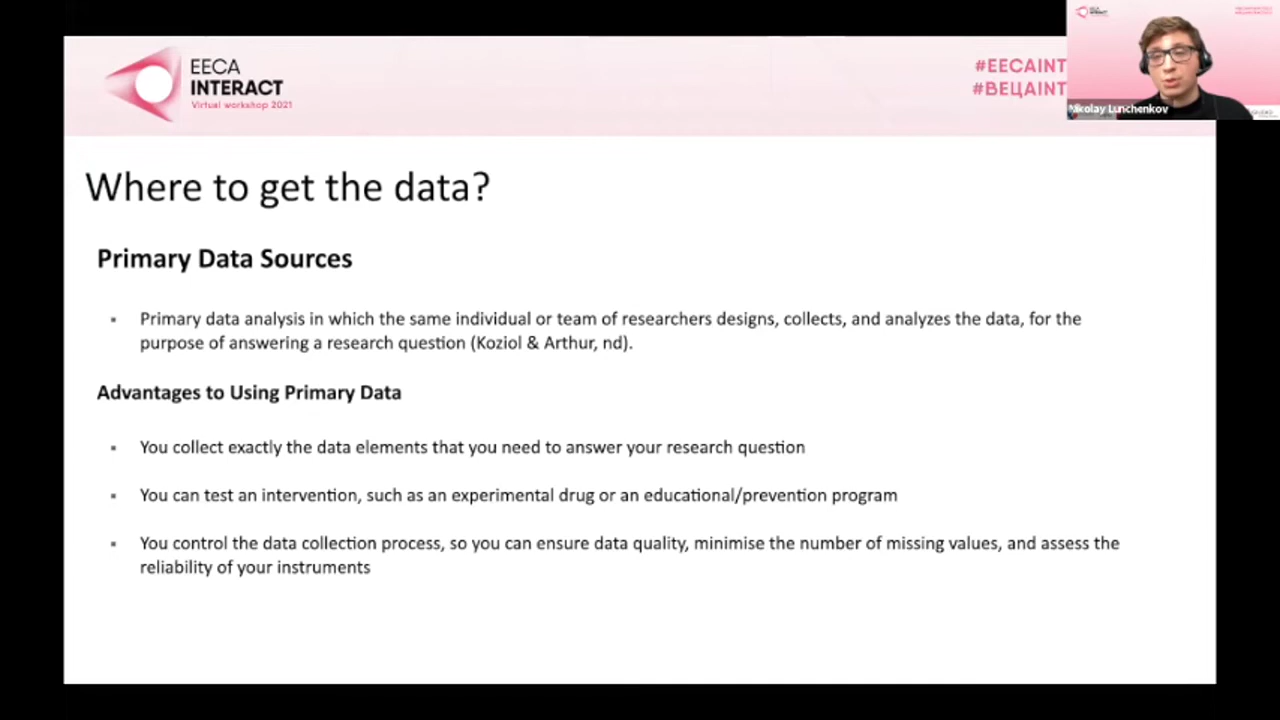 EECA
INTERACT
Virtual workshop 2021
#EECAINT
#ВЕЦАINT
Nikolay Lunchenkov
Where to get the data?
Primary Data Sources
▪ Primary data analysis in which the same individual or team of researchers designs, collects, and analyzes the data, for the
purpose of answering a research question (Koziol & Arthur, nd).
Advantages to Using Primary Data
▪ You collect exactly the data elements that you need to answer your research question
▪ You can test an intervention, such as an experimental drug or an educational/prevention program
▪ You control the data collection process, so you can ensure data quality, minimise the number of missing values, and assess the
reliability of your instruments